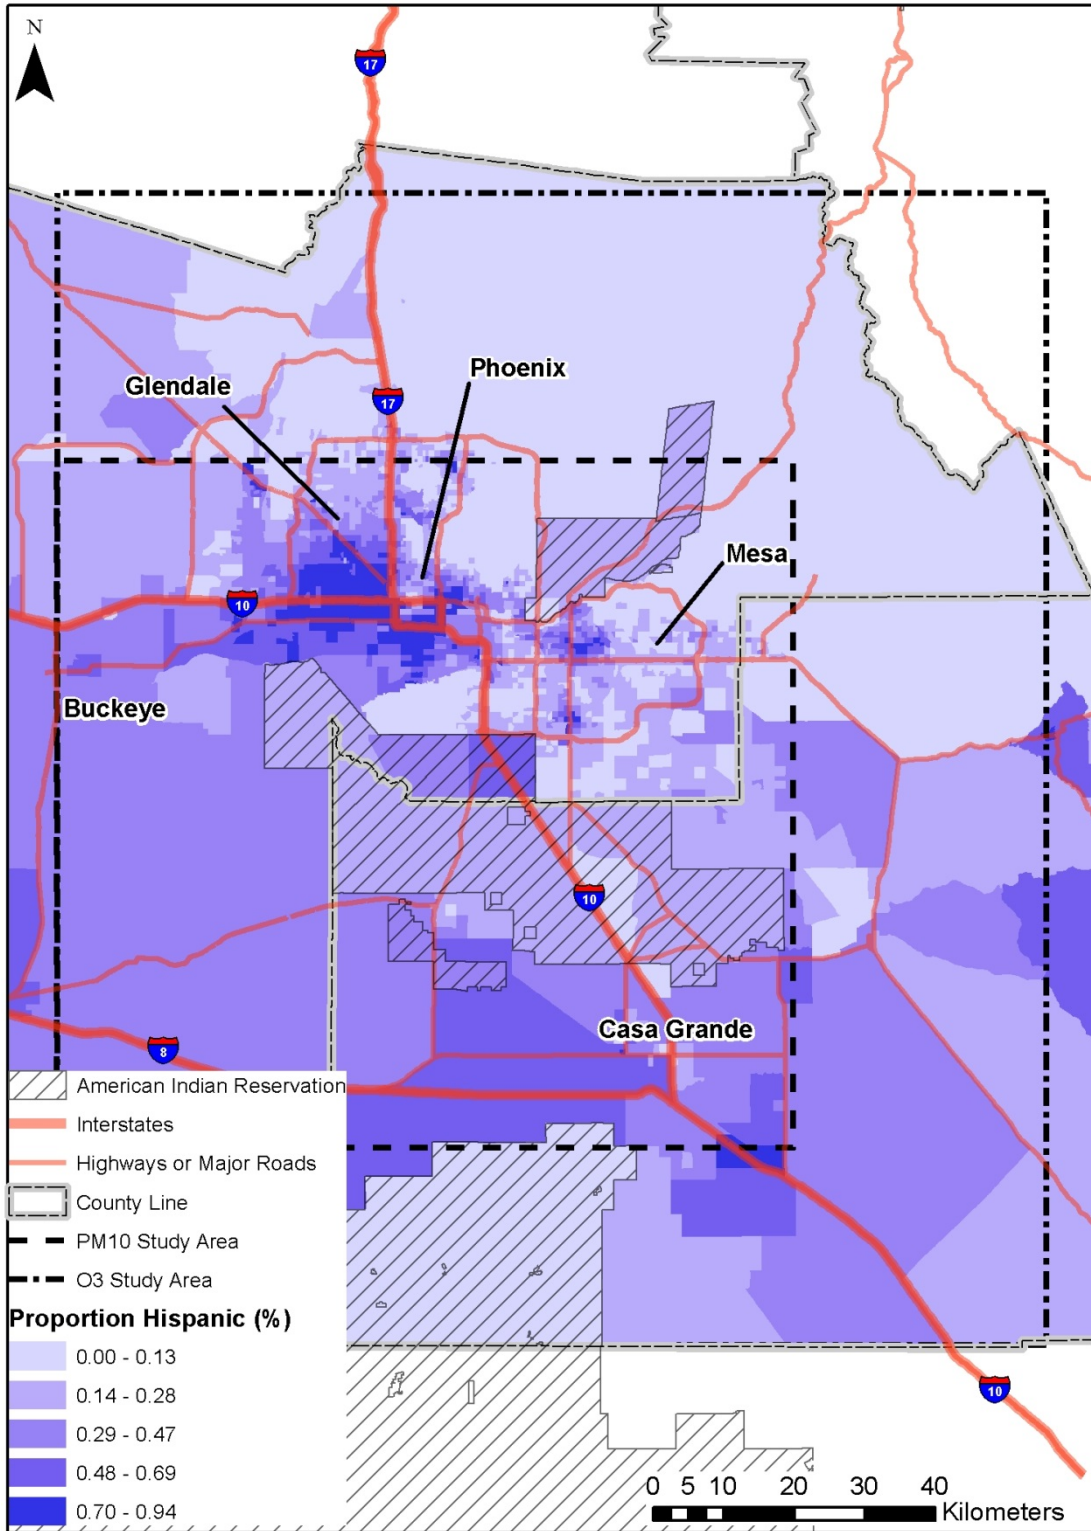 N
17
Phoenix
Glendale
17
Mesa
10
Buckeye
10
Casa Grande
8
American Indian Reservation
Interstates
Highways or Major Roads
County Line
PM10 Study Area
O3 Study Area
Proportion Hispanic (%)
0.00 - 0.13
0.14 - 0.28
0.29 - 0.47
0.48 - 0.69
0.70 - 0.94
10
0 5 10 20 30 40
Kilometers